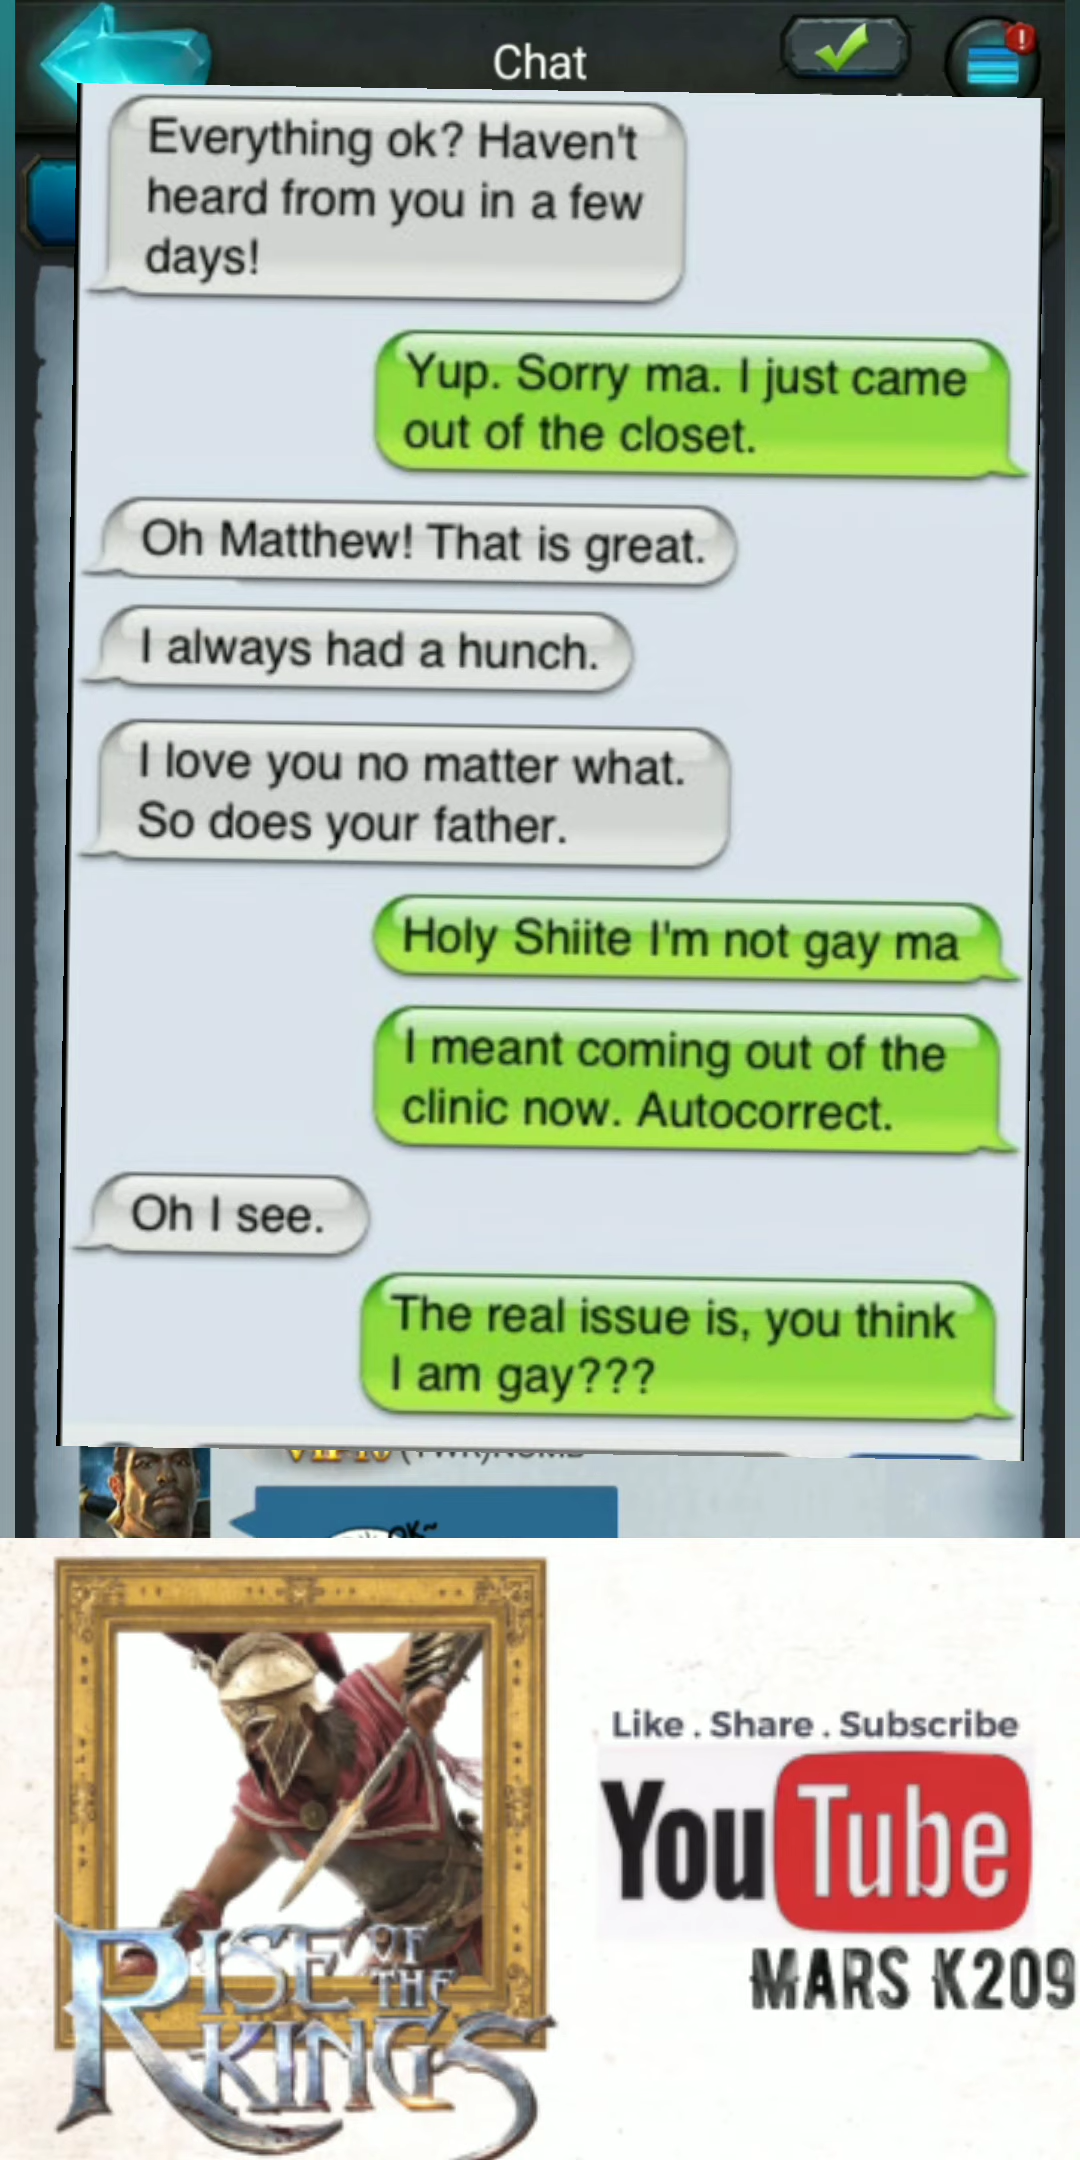 Chat
!
Everything ok? Haven't
heard from you in a few
days!
Yup. Sorry ma. I just came
out of the closet.
Oh Matthew! That is great.
I always had a hunch.
I love you no matter what.
So does your father.
Holy Shiite I'm not gay ma
I meant coming out of the
clinic now. Autocorrect.
Oh I see.
The real issue is, you think
I am gay???
OK~
Like . Share . Subscribe
YouTube
MARS K209
RISE OF
THE
KINGS